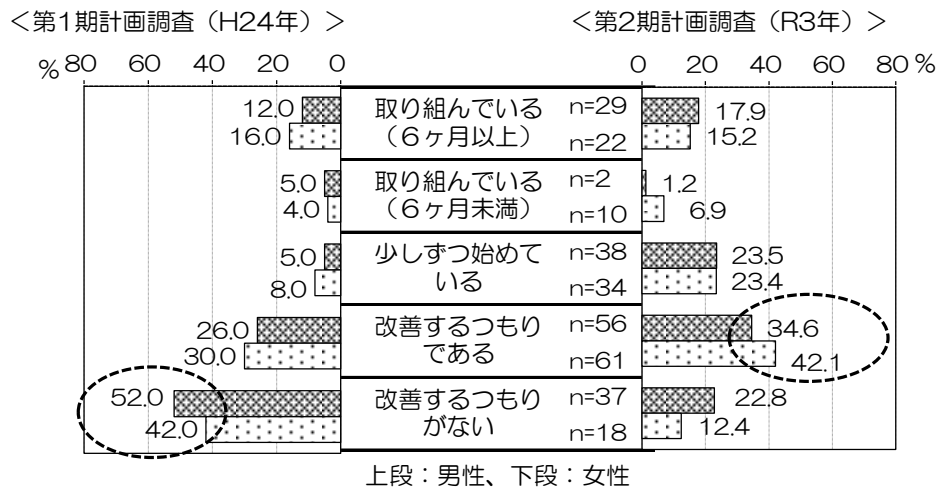 <第1期計画調査（H24年）> <第2期計画調査（R3年）>
% 80 60 40 20 0 0 20 40 60 80 %
12.0 取り組んでいる n=29 17.9
16.0 （6ヶ月以上） n=22 15.2
5.0 取り組んでいる n=2 1.2
4.0 （6ヶ月未満） n=10 6.9
5.0 少しずつ始めて n=38 23.5
8.0 いる n=34 23.4
26.0 改善するつもり n=56 34.6
30.0 である n=61 42.1
52.0 改善するつもり n=37 22.8
42.0 がない n=18 12.4
上段：男性、下段：女性